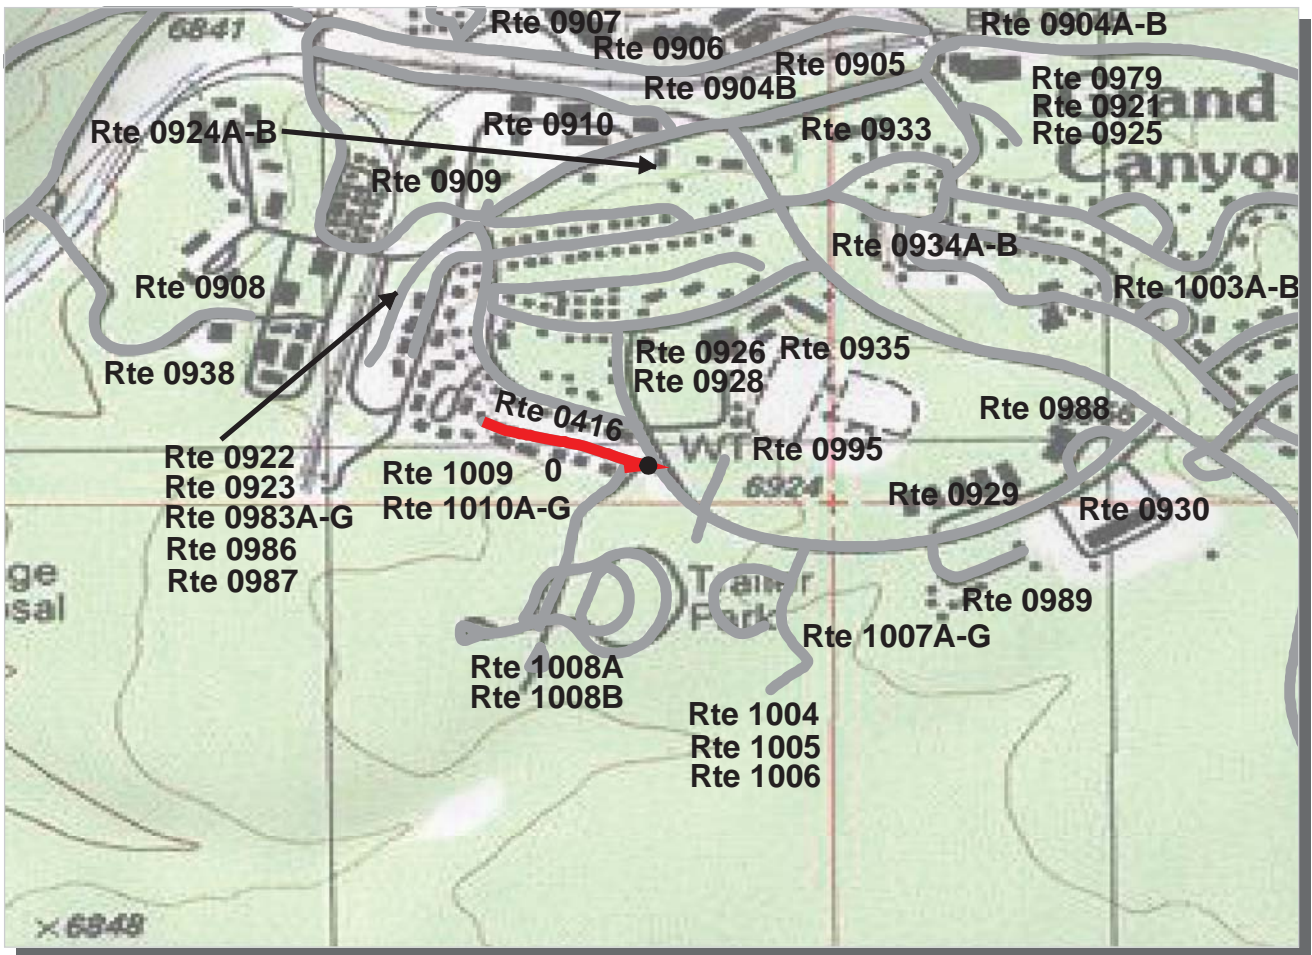 6841
Rte 0907
Rte 0906
Rte 0904A-B
Rte 0905
Rte 0904B
Rte 0979
Rte 0921
Rte 0925
Grand
Canyon
Rte 0924A-B
Rte 0910
Rte 0933
Rte 0909
Rte 0934A-B
Rte 0908
Rte 1003A-B
Rte 0938
Rte 0926
Rte 0928
Rte 0935
Rte 0416
Rte 0988
WT
Rte 0995
6924
Rte 0922
Rte 0923
Rte 0983A-G
Rte 0986
Rte 0987
Rte 1009
0
Rte 1010A-G
Rte 0929
Rte 0930
ge
sal
Trailer
Park
Rte 0989
Rte 1007A-G
Rte 1008A
Rte 1008B
Rte 1004
Rte 1005
Rte 1006
×6848